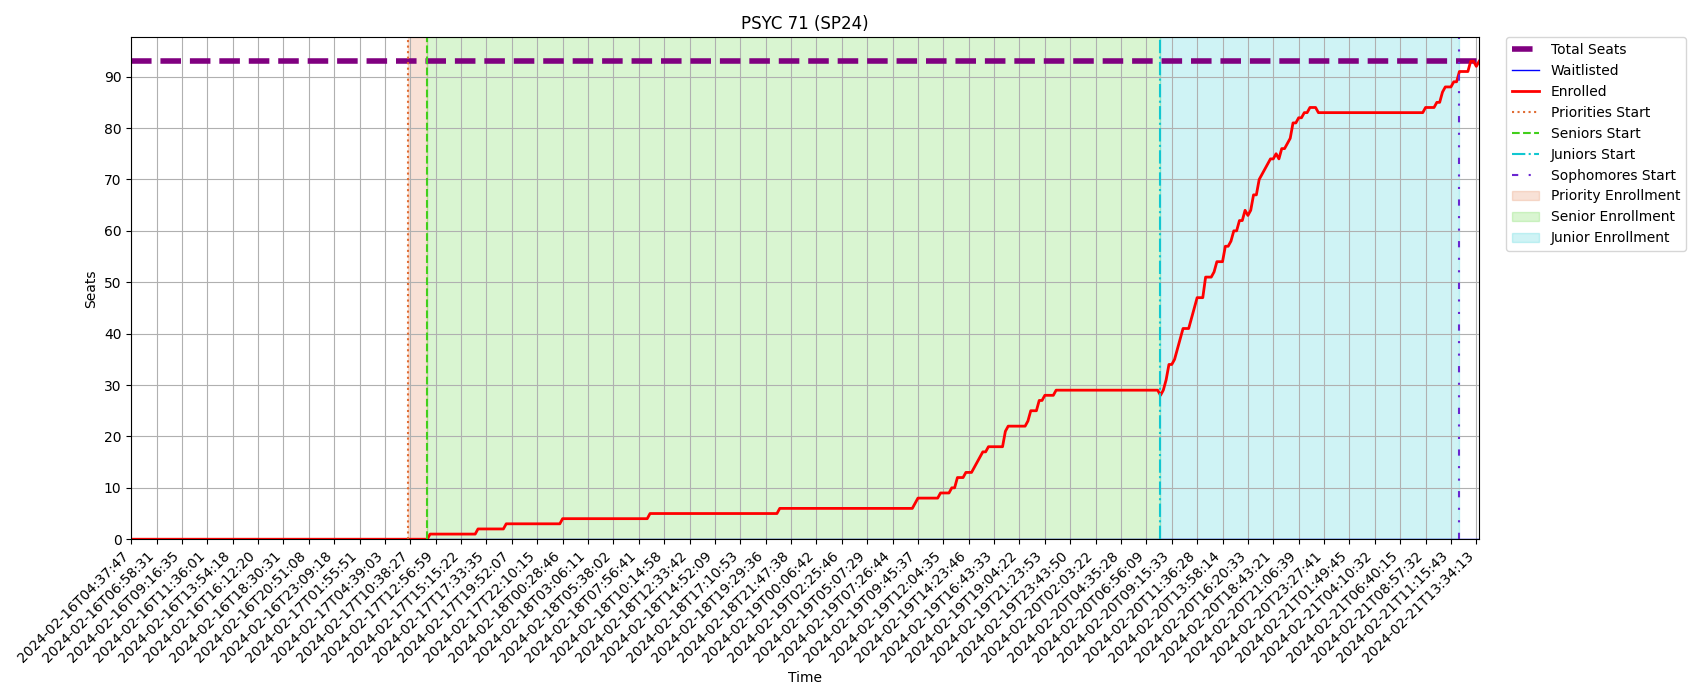 PSYC 71 (SP24)
Total Seats
Waitlisted
Enrolled
Priorities Start
Seniors Start
Juniors Start
Sophomores Start
Priority Enrollment
Senior Enrollment
Junior Enrollment
Seats
90
80
70
60
50
40
30
20
10
0
2024-02-16T04:37:47
2024-02-16T06:58:31
2024-02-16T09:16:35
2024-02-16T11:36:01
2024-02-16T13:54:18
2024-02-16T16:12:20
2024-02-16T18:30:31
2024-02-16T20:51:08
2024-02-16T23:09:18
2024-02-17T01:55:51
2024-02-17T04:39:03
2024-02-17T10:38:27
2024-02-17T12:56:59
2024-02-17T15:15:22
2024-02-17T17:33:35
2024-02-17T19:52:07
2024-02-17T22:10:15
2024-02-18T00:28:46
2024-02-18T03:06:11
2024-02-18T05:38:02
2024-02-18T07:56:41
2024-02-18T10:14:58
2024-02-18T12:33:42
2024-02-18T14:52:09
2024-02-18T17:10:53
2024-02-18T19:29:36
2024-02-18T21:47:38
2024-02-19T00:06:42
2024-02-19T02:25:46
2024-02-19T05:07:29
2024-02-19T07:26:44
2024-02-19T09:45:37
2024-02-19T12:04:35
2024-02-19T14:23:46
2024-02-19T16:43:33
2024-02-19T19:04:22
2024-02-19T21:23:53
2024-02-19T23:43:50
2024-02-20T02:03:22
2024-02-20T04:35:28
2024-02-20T06:56:09
2024-02-20T09:15:33
2024-02-20T11:36:28
2024-02-20T13:58:14
2024-02-20T16:20:33
2024-02-20T18:43:21
2024-02-20T21:06:39
2024-02-20T23:27:41
2024-02-21T01:49:45
2024-02-21T04:10:32
2024-02-21T06:40:15
2024-02-21T08:57:32
2024-02-21T11:15:43
2024-02-21T13:34:13
Time